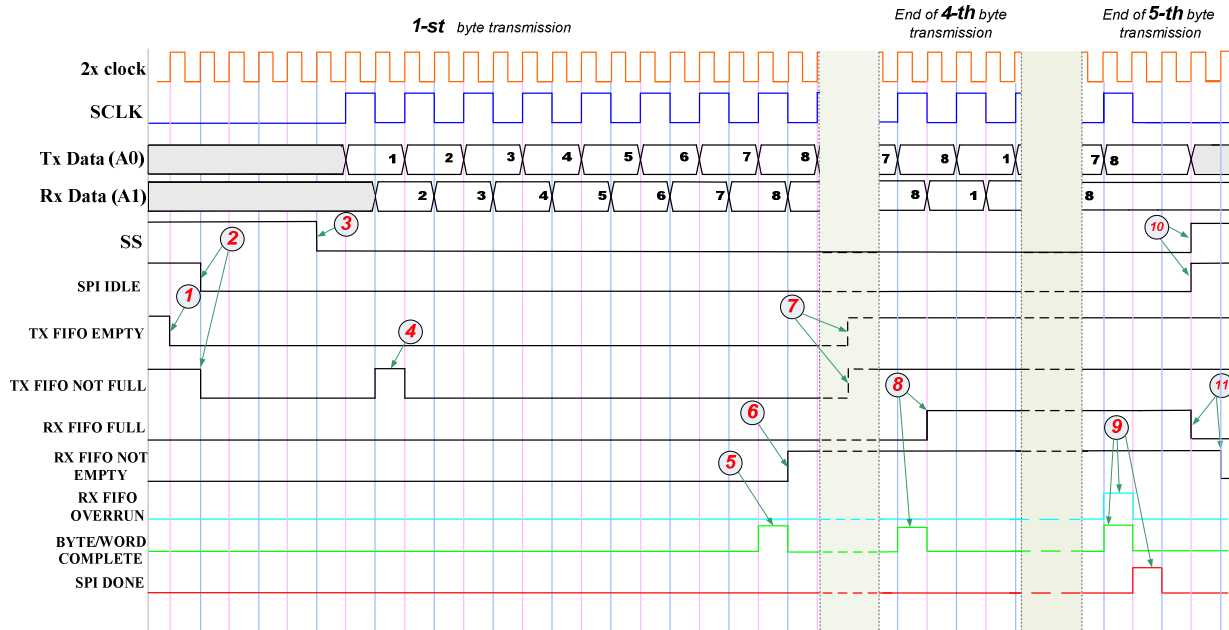 1-st byte transmission
End of 4-th byte
transmission
End of 5-th byte
transmission
2x clock
SCLK
Tx Data (A0)
1 2 3 4 5 6 7 8 7 8 1 7 8
Rx Data (A1)
2 3 4 5 6 7 8 8 1 8
SS
3
2
10
SPI IDLE
1
TX FIFO EMPTY
4
7
TX FIFO NOT FULL
8
11
RX FIFO FULL
6
9
RX FIFO NOT
EMPTY
5
RX FIFO
OVERRUN
BYTE/WORD
COMPLETE
SPI DONE